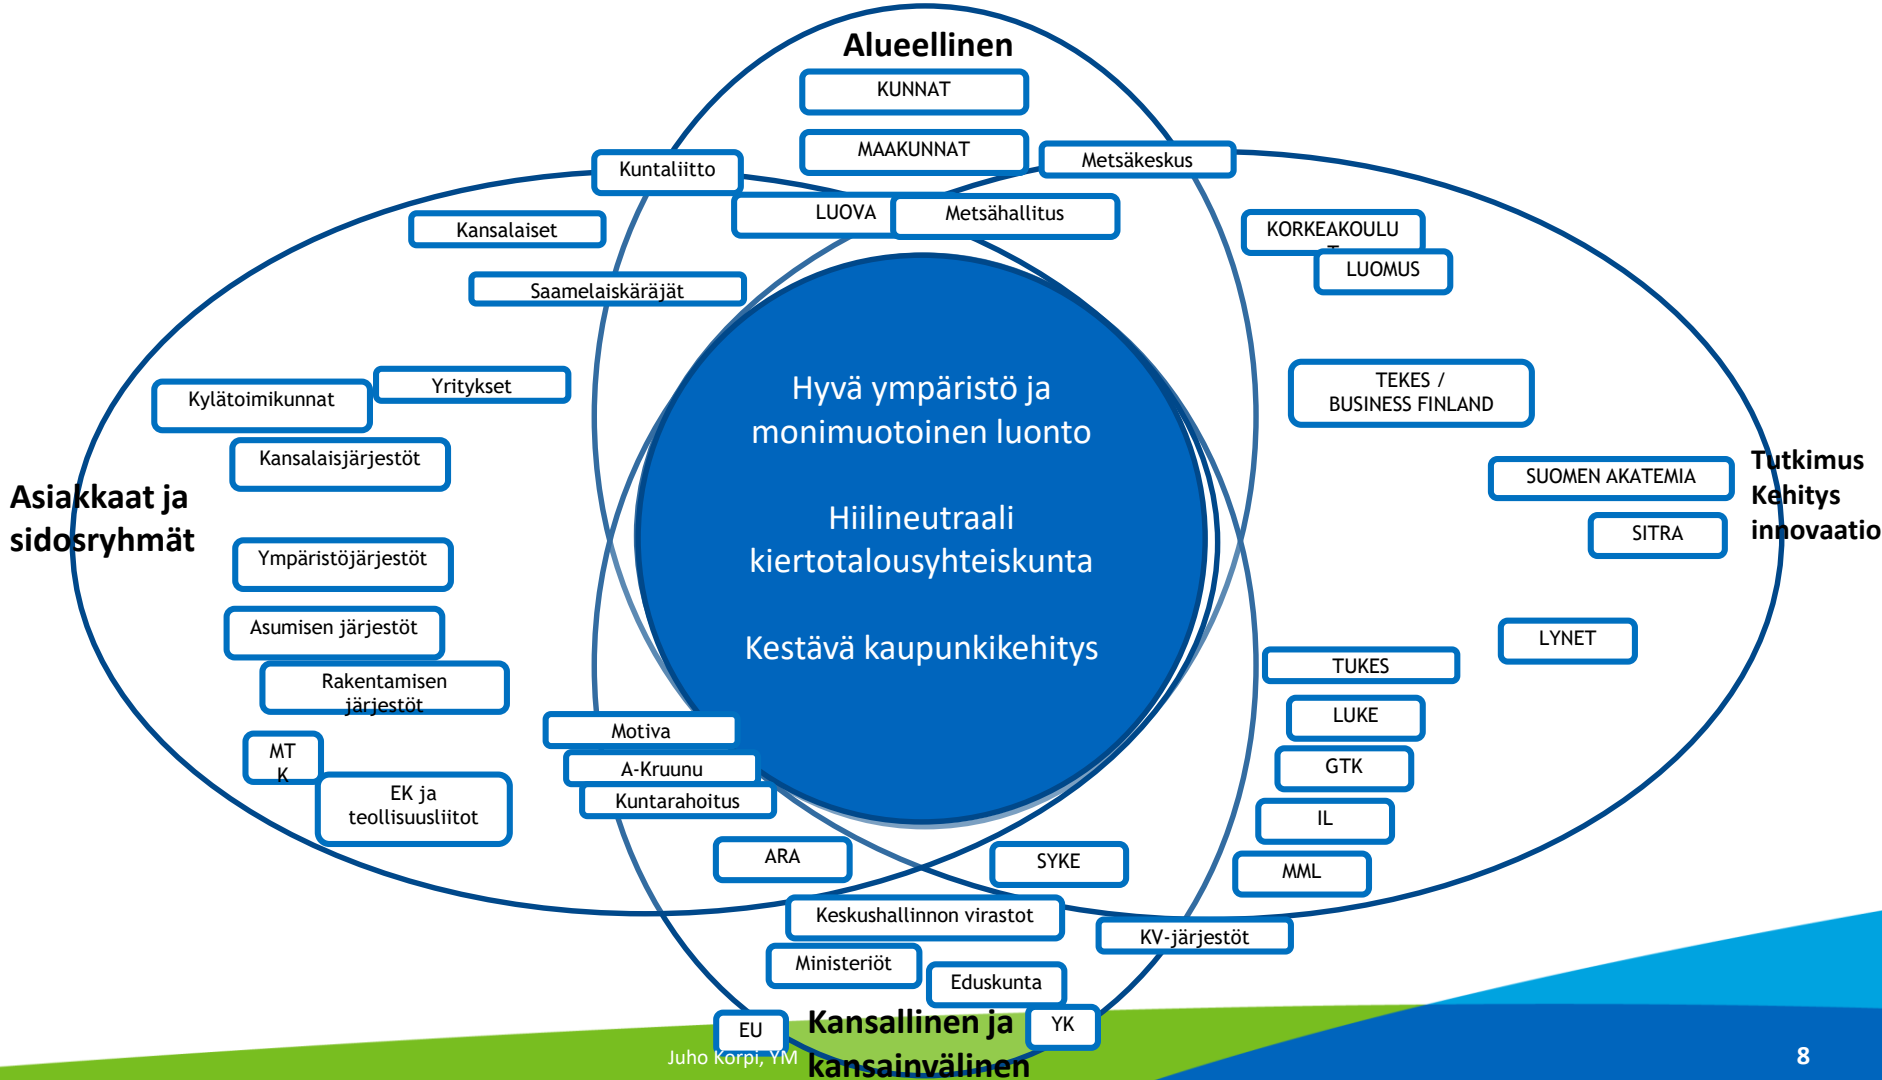 Alueellinen
KUNNAT
MAAKUNNAT
Kuntaliitto
Metsäkeskus
LUOVA
Metsähallitus
Kansalaiset
KORKEAKOULU
T
LUOMUS
Saamelaiskäräjät
Kylätoimikunnat
Yritykset
TEKES /
BUSINESS FINLAND
Hyvä ympäristö ja
monimuotoinen luonto
Hiilineutraali
kiertotalousyhteiskunta
Kestävä kaupunkikehitys
Kansalaisjärjestöt
Asiakkaat ja
sidosryhmät
SUOMEN AKATEMIA
Tutkimus
Kehitys
innovaatio
SITRA
Ympäristöjärjestöt
Asumisen järjestöt
Rakentamisen
järjestöt
LYNET
TUKES
LUKE
GTK
IL
MML
MT
K
EK ja
teollisuusliitot
Motiva
A-Kruunu
Kuntarahoitus
ARA
SYKE
Keskushallinnon virastot
KV-järjestöt
Ministeriöt
Eduskunta
EU
Kansallinen ja
kansainvälinen
YK
Juho Korpi, YM
8